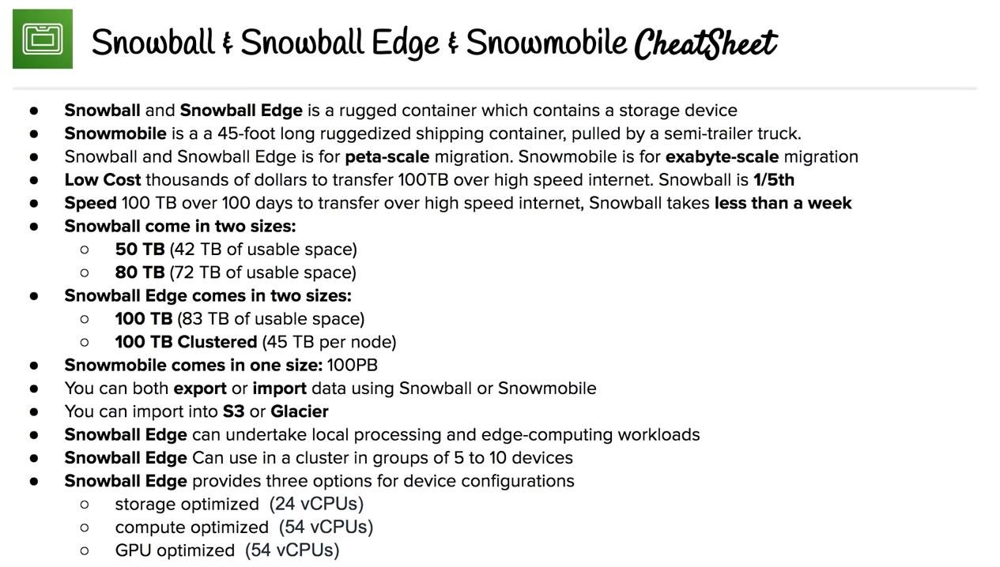 Snowball & Snowball Edge & Snowmobile CheatSheet
● Snowball and Snowball Edge is a rugged container which contains a storage device
● Snowmobile is a a 45-foot long ruggedized shipping container, pulled by a semi-trailer truck.
● Snowball and Snowball Edge is for peta-scale migration. Snowmobile is for exabyte-scale migration
● Low Cost thousands of dollars to transfer 100TB over high speed internet. Snowball is 1/5th
● Speed 100 TB over 100 days to transfer over high speed internet, Snowball takes less than a week
● Snowball come in two sizes:
○ 50 TB (42 TB of usable space)
○ 80 TB (72 TB of usable space)
● Snowball Edge comes in two sizes:
○ 100 TB (83 TB of usable space)
○ 100 TB Clustered (45 TB per node)
● Snowmobile comes in one size: 100PB
● You can both export or import data using Snowball or Snowmobile
● You can import into S3 or Glacier
● Snowball Edge can undertake local processing and edge-computing workloads
● Snowball Edge Can use in a cluster in groups of 5 to 10 devices
● Snowball Edge provides three options for device configurations
○ storage optimized (24 vCPUs)
○ compute optimized (54 vCPUs)
○ GPU optimized (54 vCPUs)